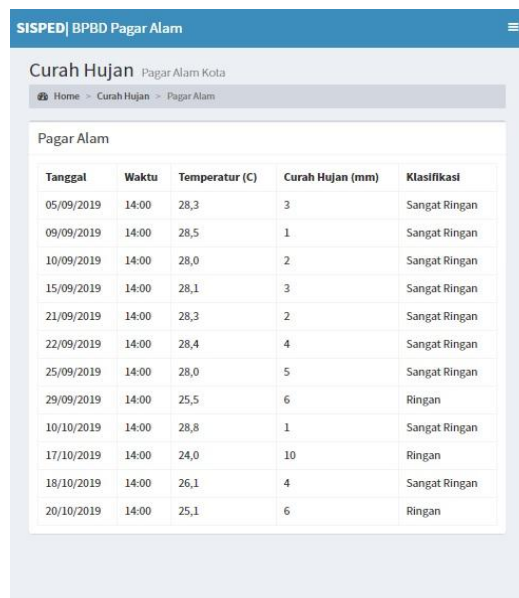 SISPED| BPBD Pagar Alam
Curah Hujan Pagar Alam Kota
Home > Curah Hujan > Pagar Alam
Pagar Alam
Tanggal Waktu Temperatur (C) Curah Hujan (mm) Klasifikasi
05/09/2019 14:00 28,3 3 Sangat Ringan
09/09/2019 14:00 28,5 1 Sangat Ringan
10/09/2019 14:00 28,0 2 Sangat Ringan
15/09/2019 14:00 28,1 3 Sangat Ringan
21/09/2019 14:00 28,3 2 Sangat Ringan
22/09/2019 14:00 28,4 4 Sangat Ringan
25/09/2019 14:00 28,0 5 Sangat Ringan
29/09/2019 14:00 25,5 6 Ringan
10/10/2019 14:00 28,8 1 Sangat Ringan
17/10/2019 14:00 24,0 10 Ringan
18/10/2019 14:00 26,1 4 Sangat Ringan
20/10/2019 14:00 25,1 6 Ringan